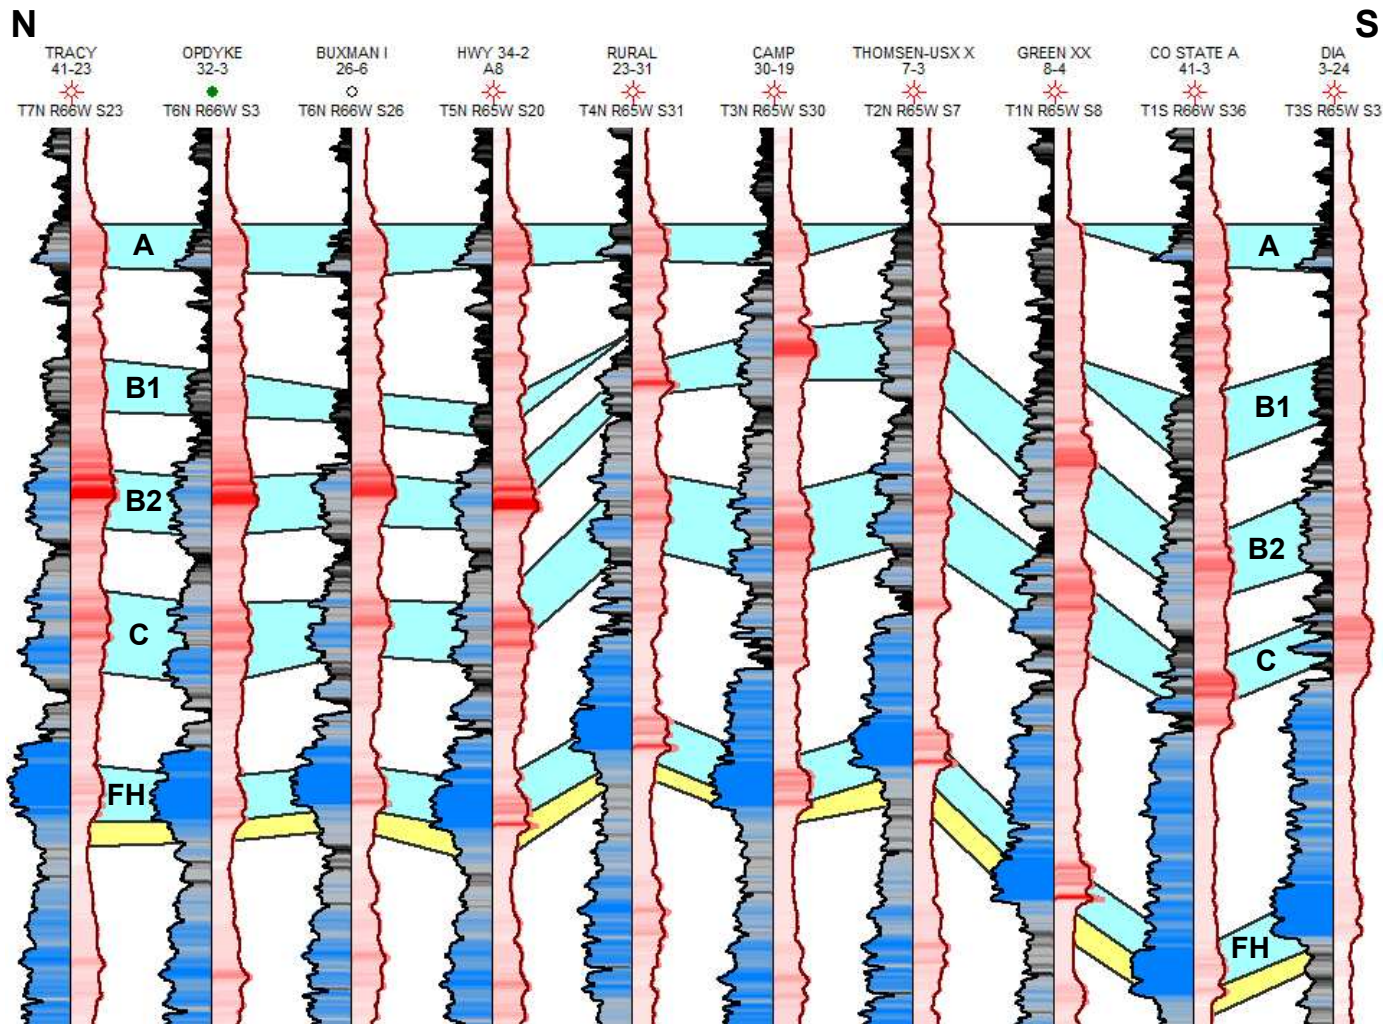 N
S
TRACY
41-23
T7N R66W S23
OPDYKE
32-3
T6N R66W S3
BUXMAN I
26-6
T6N R66W S26
HWY 34-2
A8
T5N R65W S20
RURAL
23-31
T4N R65W S31
CAMP
30-19
T3N R65W S30
THOMSEN-USX X
7-3
T2N R65W S7
GREEN XX
8-4
T1N R65W S8
CO STATE A
41-3
T1S R66W S36
DIA
3-24
T3S R65W S3
A
A
B1
B1
B2
B2
C
C
FH
FH